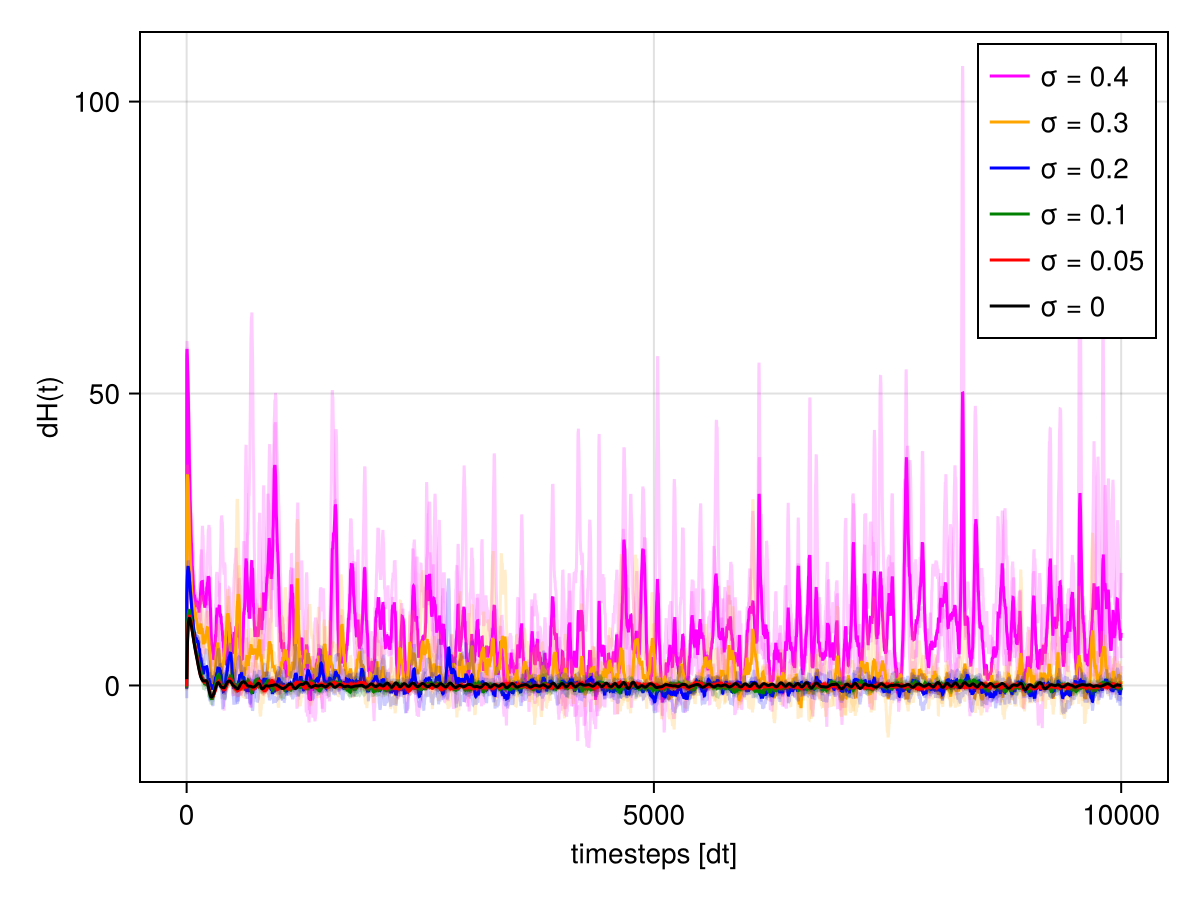 dH(t)
100
50
0
0
5000
10000
timesteps [dt]
σ = 0.4
σ = 0.3
σ = 0.2
σ = 0.1
σ = 0.05
σ = 0